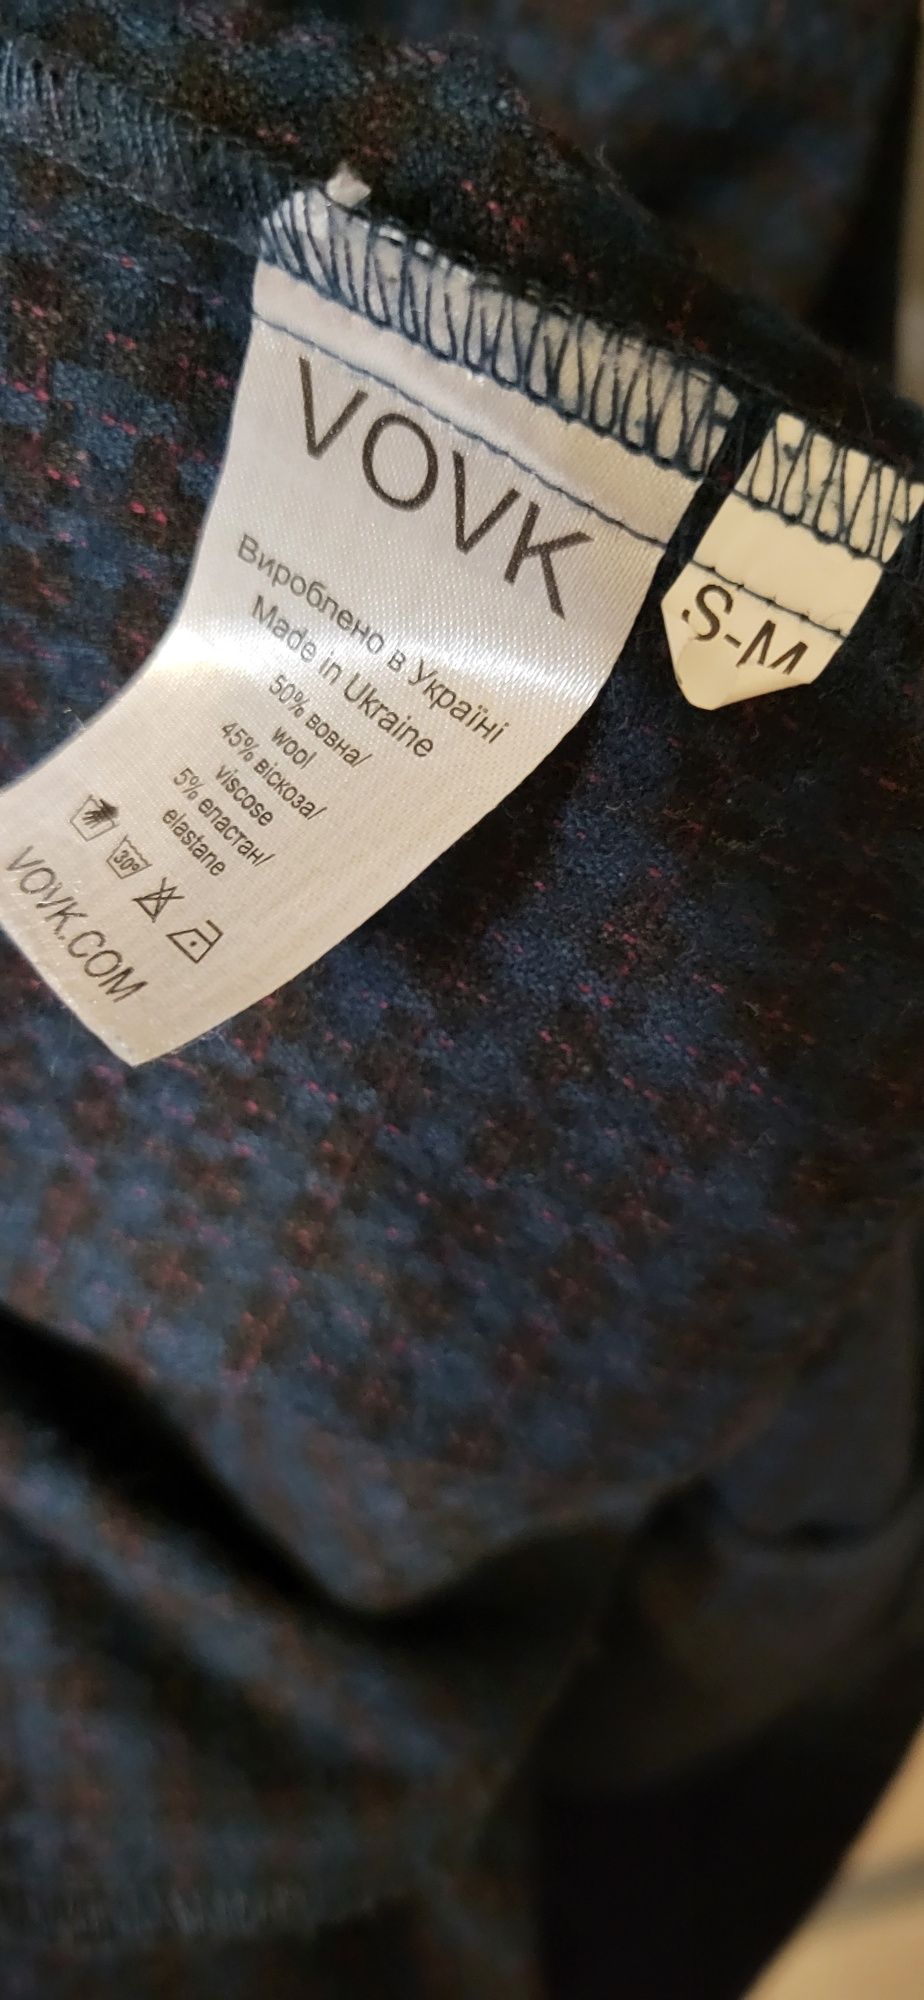 VOVK
Вироблено в Україні
Made in Ukraine
50% вовна/
wool
45% віскоза/
viscose
5% еластан/
elastane
30°
VOVK.COM
S-M